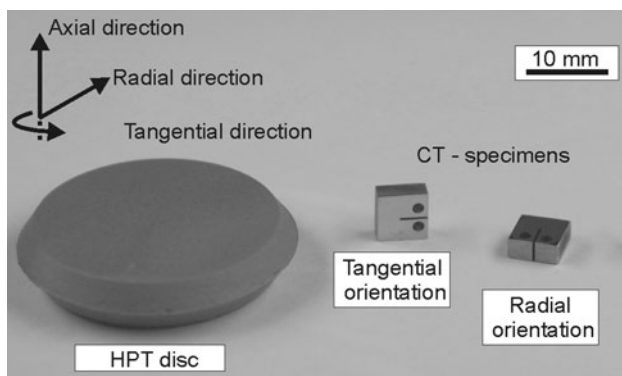 Axial direction
10 mm
Radial direction
Tangential direction
CT - specimens
Tangential
orientation
Radial
orientation
HPT disc